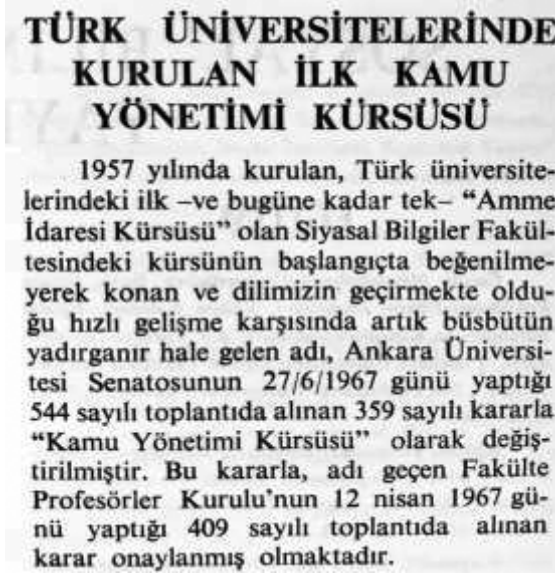 TÜRK ÜNİVERSİTELERİNDE
KURULAN İLK KAMU
YÖNETİMİ KÜRSÜSÜ
1957 yılında kurulan, Türk üniversite-
lerindeki ilk –ve bugüne kadar tek– “Amme
İdaresi Kürsüsü” olan Siyasal Bilgiler Fakül-
tesindeki kürsünün başlangıçta beğenilme-
yerek konan ve dilimizin geçirmekte oldu-
ğu hızlı gelişme karşısında artık büsbütün
yadırganır hale gelen adı, Ankara Üniversi-
tesi Senatosunun 27/6/1967 günü yaptığı
544 sayılı toplantıda alınan 359 sayılı kararla
“Kamu Yönetimi Kürsüsü” olarak değiş-
tirilmiştir. Bu kararla, adı geçen Fakülte
Profesörler Kurulu'nun 12 nisan 1967 gü-
nü yaptığı 409 sayılı toplantıda alınan
karar onaylanmış olmaktadır.